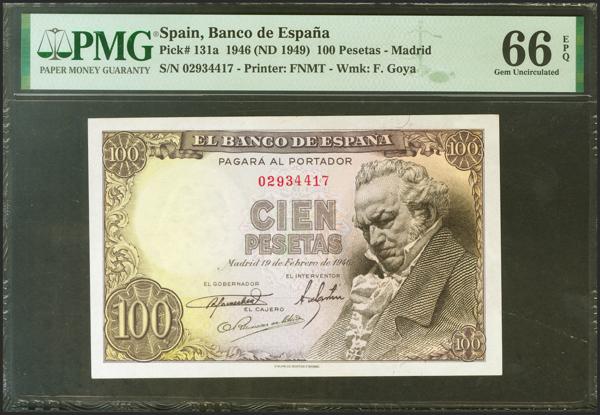 PMG
PAPER MONEY GUARANTY
Spain, Banco de España
Pick# 131a 1946 (ND 1949) 100 Pesetas - Madrid
S/N 02934417 - Printer: FNMT - Wmk: F. Goya
66 EPQ
Gem Uncirculated
100
EL BANCO DE ESPAÑA
100
PAGARÁ AL PORTADOR
02934417
CIEN
PESETAS
Madrid 19 de Febrero de 1946
EL GOBERNADOR
EL INTERVENTOR
EL CAJERO
100
100